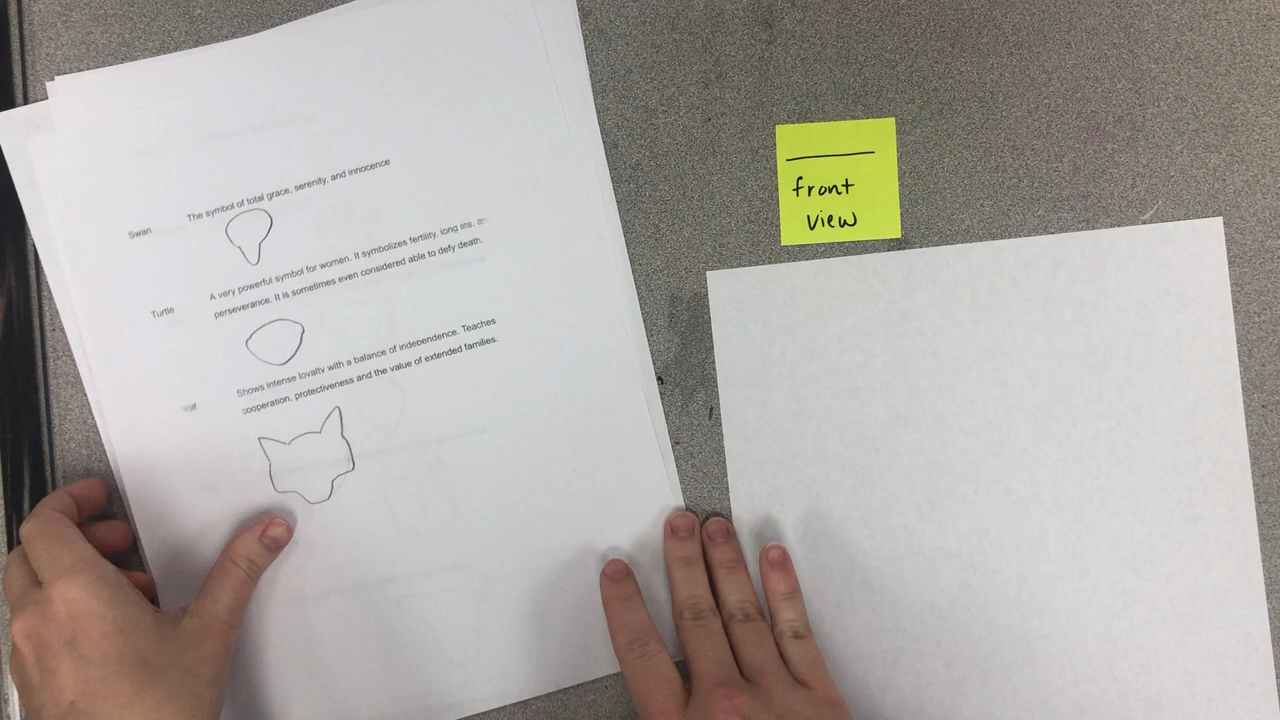 Swan The symbol of total grace, serenity, and innocence
Turtle A very powerful symbol for women. It symbolizes fertility, long life,
perseverance. It is sometimes even considered able to defy death.
Shows intense loyalty with a balance of independence. Teaches
cooperation, protectiveness and the value of extended families.
front
view